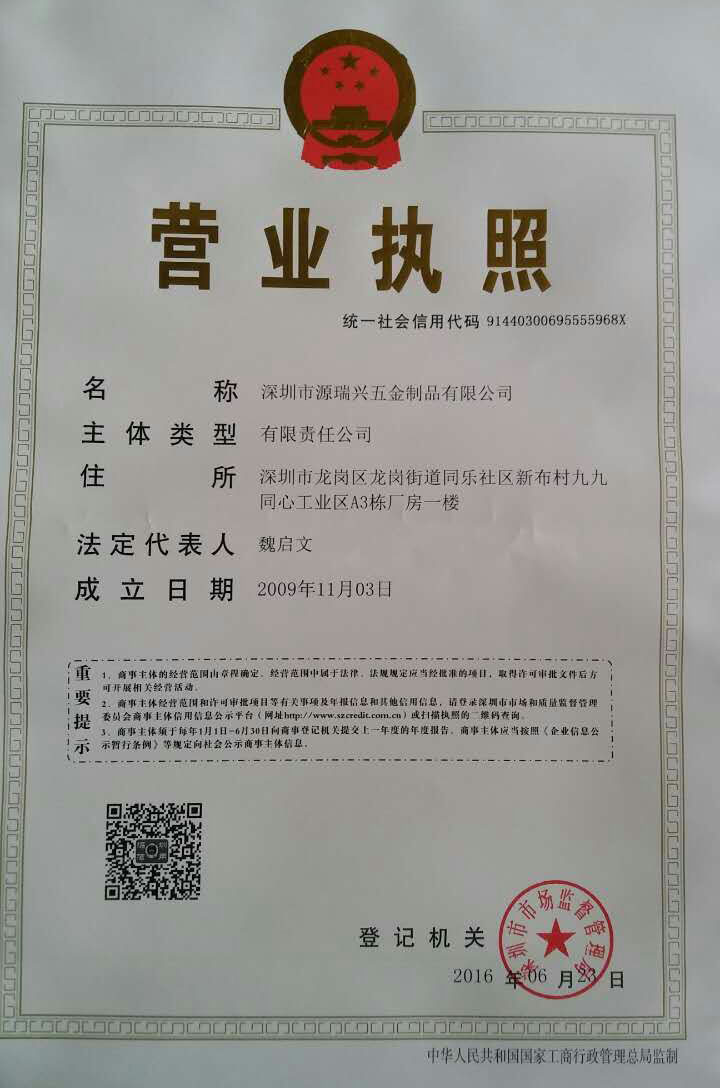 营业执照
统一社会信用代码 91440300695555968X
名称 深圳市源瑞兴五金制品有限公司
主体类型 有限责任公司
住所 深圳市龙岗区龙岗街道同乐社区新布村九九
同心工业区A3栋厂房一楼
法定代表人 魏启文
成立日期 2009年11月03日
重要提示
1、商事主体的经营范围由章程确定。经营范围中属于法律、法规规定应当经批准的项目，取得许可审批文件后方
可开展相关经营活动。
2、商事主体经营范围和许可审批项目等有关事项及年报信息和其他信用信息，请登录深圳市市场和质量监督管理
委员会商事主体信用信息公示平台（网址http://www.szcredit.com.cn）或扫描执照的二维码查询。
3、商事主体须于每年1月1日-6月30日向商事登记机关提交上一年度的年度报告。商事主体应当按照《企业信息公
示暂行条例》等规定向社会公示商事主体信息。
深圳信用
登记机关
深圳市市场监督管理局
2016 年 06 月 23 日
中华人民共和国国家工商行政管理总局监制